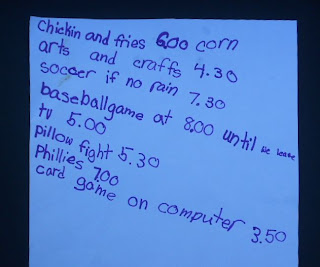 Chickin and fries 6.00 corn
arts and craffs 4.30
soccer if no rain 7.30
baseballgame at 8.00 until we leave
tv 5.00
pillow fight 5.30
Phillies 7.00
card game on computer 3.50